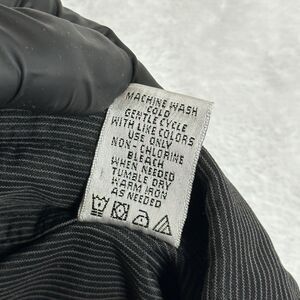 MACHINE WASH
COLD
GENTLE CYCLE
WITH LIKE COLORS
USE ONLY
NON-CHLORINE
BLEACH
WHEN NEEDED
TUMBLE DRY
WARM IRON
AS NEEDED